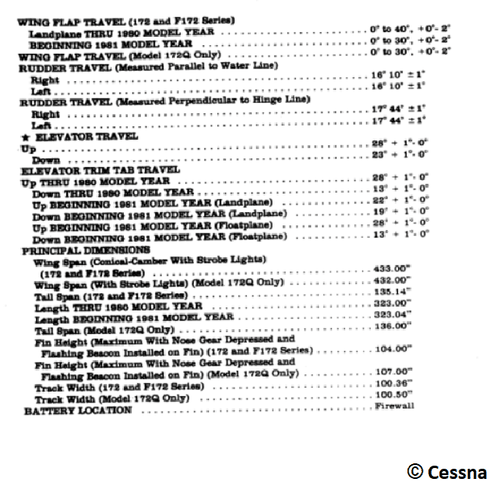 WING FLAP TRAVEL (172 and F172 Series)
Landplane THRU 1980 MODEL YEAR . . . 0° to 40°, +0°- 2°
BEGINNING 1981 MODEL YEAR . . . 0° to 30°, +0°- 2°
WING FLAP TRAVEL (Model 172Q Only) . . . 0° to 30°, +0°- 2°
RUDDER TRAVEL (Measured Parallel to Water Line)
Right . . . 16° 10' ± 1°
Left . . . 16° 10' ± 1°
RUDDER TRAVEL (Measured Perpendicular to Hinge Line)
Right . . . 17° 44' ± 1°
Left . . . 17° 44' ± 1°
★ ELEVATOR TRAVEL
Up . . . 28° + 1°- 0°
Down . . . 23° + 1°- 0°
ELEVATOR TRIM TAB TRAVEL
Up THRU 1980 MODEL YEAR . . . 28° + 1°- 0°
Down THRU 1980 MODEL YEAR . . . 13° + 1°- 0°
Up BEGINNING 1981 MODEL YEAR (Landplane) . . . 22° + 1°- 0°
Down BEGINNING 1981 MODEL YEAR (Landplane) . . . 19° + 1°- 0°
Up BEGINNING 1981 MODEL YEAR (Floatplane) . . . 28° + 1°- 0°
Down BEGINNING 1981 MODEL YEAR (Floatplane) . . . 13° + 1°- 0°
PRINCIPAL DIMENSIONS
Wing Span (Conical-Camber With Strobe Lights)
(172 and F172 Series) . . . 433.00"
Wing Span (With Strobe Lights) (Model 172Q Only) . . . 432.00"
Tail Span (172 and F172 Series) . . . 135.14"
Length THRU 1980 MODEL YEAR . . . 323.00"
Length BEGINNING 1981 MODEL YEAR . . . 323.04"
Tail Span (Model 172Q Only) . . . 136.00"
Fin Height (Maximum With Nose Gear Depressed and
Flashing Beacon Installed on Fin) (172 and F172 Series) . . . 104.00"
Fin Height (Maximum With Nose Gear Depressed and
Flashing Beacon Installed on Fin) (Model 172Q Only) . . . 107.00"
Track Width (172 and F172 Series) . . . 100.36"
Track Width (Model 172Q Only) . . . 100.50"
BATTERY LOCATION . . . Firewall
© Cessna